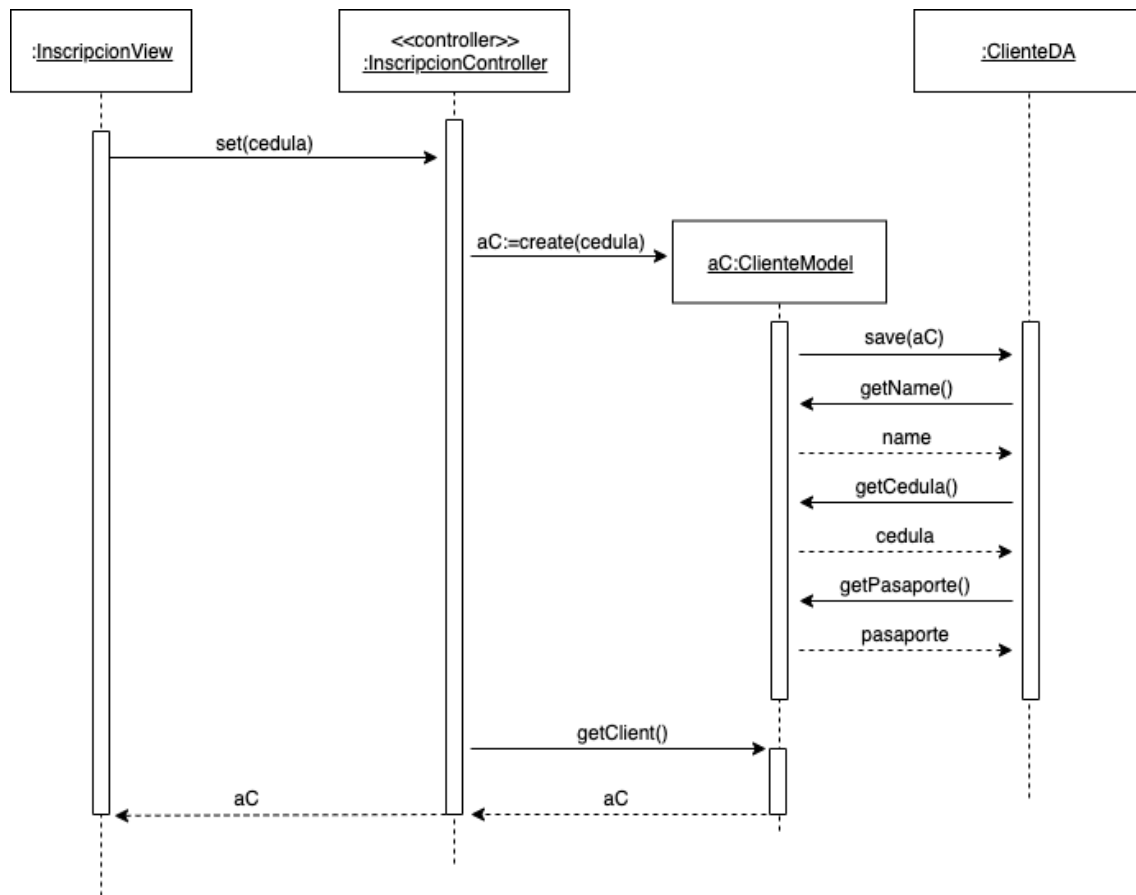 :InscripcionView
<<controller>>
:InscripcionController
:ClienteDA
set(cedula)
aC:=create(cedula)
aC:ClienteModel
save(aC)
getName()
name
getCedula()
cedula
getPasaporte()
pasaporte
getClient()
aC
aC